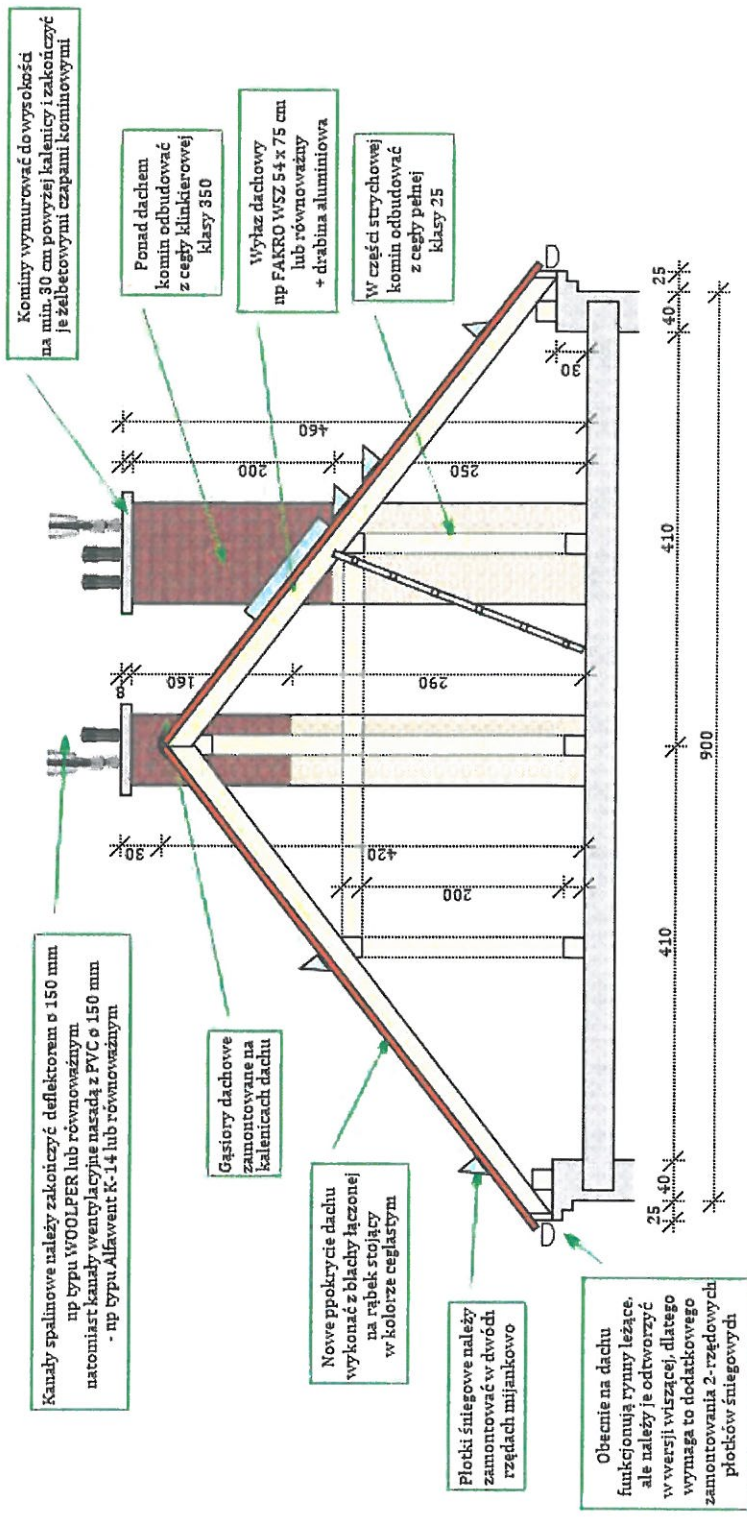 Kanały spalinowe należy zakończyć deflektorem ø 150 mm
np typu WOOLPER lub równoważnym
natomiast kanały wentylacyjne nasadą z PVC ø 150 mm
- np typu Alfawent K-14 lub równoważnym
Kominy wymurować do wysokości
na min. 30 cm powyżej kalenicy i zakończyć
je żelbetowymi czapami kominowymi
Ponad dachem
komin odbudować
z cegły klinkierowej
klasy 350
Wyłaz dachowy
np FAKRO WSZ 54 x 75 cm
lub równoważny
+ drabina aluminiowa
W części strychowej
komin odbudować
z cegły pełnej
klasy 25
Gąsiory dachowe
zamontowane na
kalenicach dachu
Nowe ppokrycie dachu
wykonać z blachy łączonej
na rąbek stojący
w kolorze ceglastym
Płotki śniegowe należy
zamontować w dwóch
rzędach mijankowo
Obecnie na dachu
funkcjonują rynny leżące,
ale należy je odtworzyć
w wersji wiszącej, dlatego
wymaga to dodatkowego
zamontowania 2-rzędowych
płotków śniegowych
30
420
200
8
160
290
200
250
460
30
25
40
410
410
40
25
900